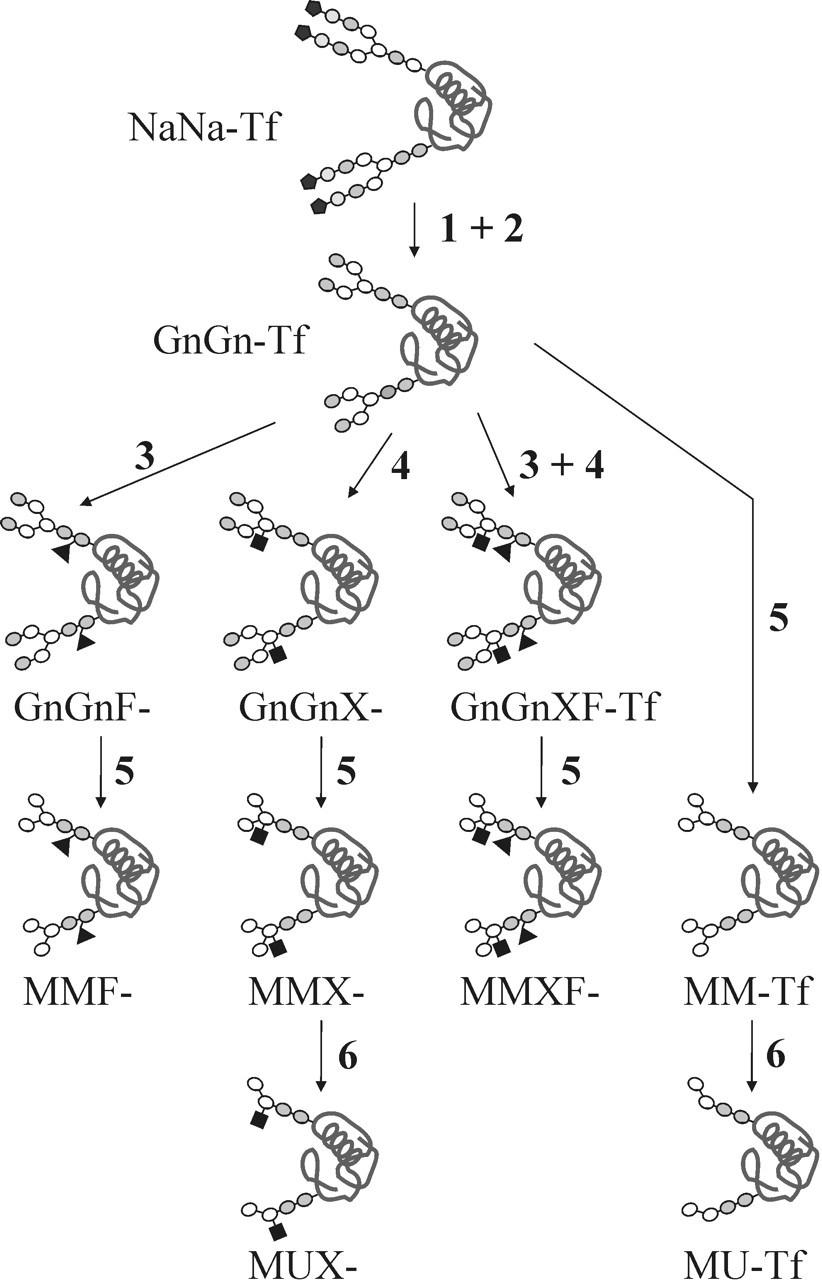 NaNa-Tf
1 + 2
GnGn-Tf
3
4
3 + 4
5
GnGnF-
GnGnX-
GnGnXF-Tf
5
5
5
MMF-
MMX-
MMXF-
MM-Tf
6
6
MUX-
MU-Tf